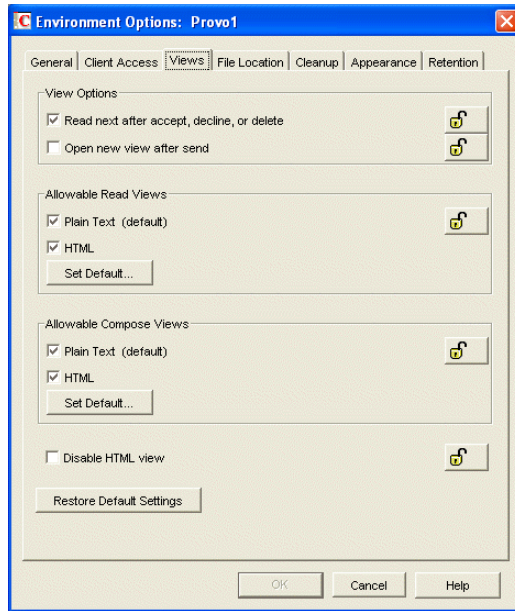 Environment Options: Provo1
General Client Access Views File Location Cleanup Appearance Retention
View Options
Read next after accept, decline, or delete
Open new view after send
Allowable Read Views
Plain Text (default)
HTML
Set Default...
Allowable Compose Views
Plain Text (default)
HTML
Set Default...
Disable HTML view
Restore Default Settings
OK Cancel Help